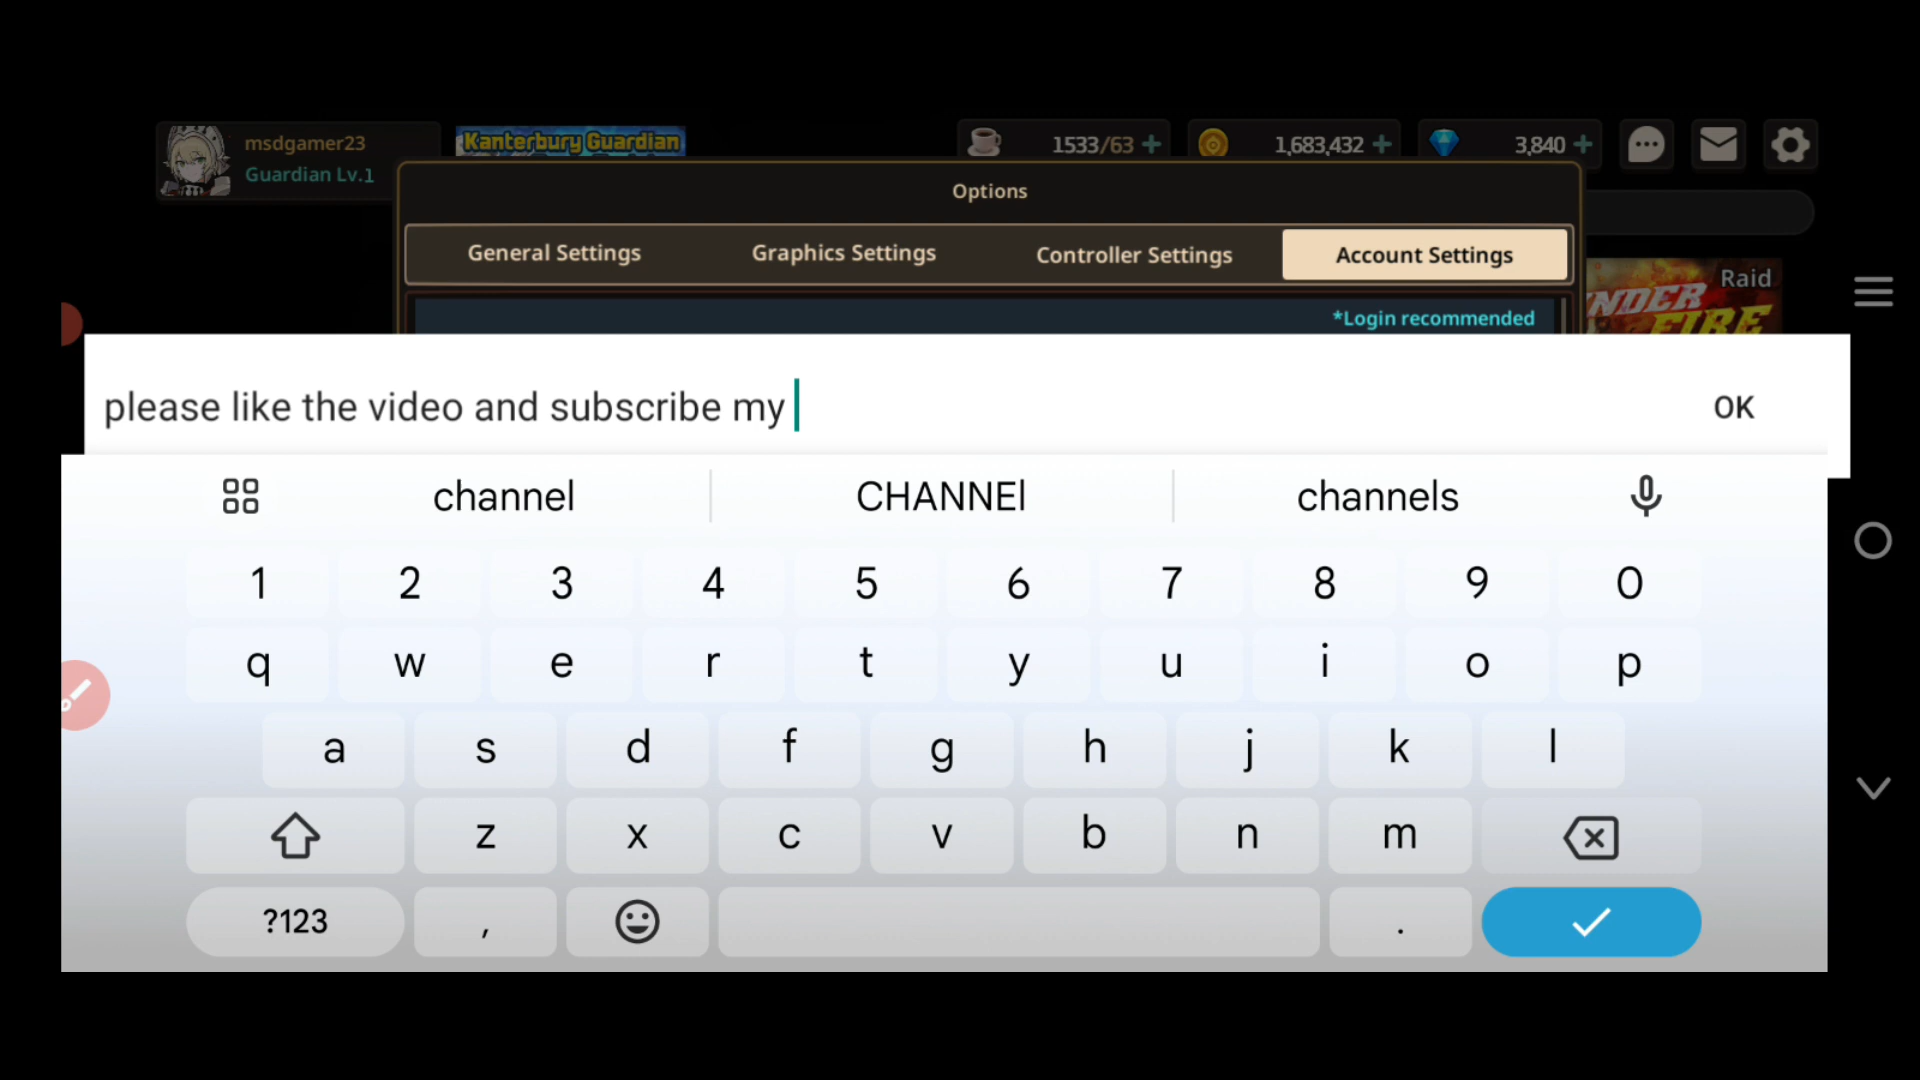 msdgamer23
Guardian Lv.1
Kanterbury Guardian
1533/63
1,683,432
3,840
Options
General Settings
Graphics Settings
Controller Settings
Account Settings
*Login recommended
Raid
UNDER
FIRE
please like the video and subscribe my
OK
channel
CHANNEl
channels
1 2 3 4 5 6 7 8 9 0
q w e r t y u i o p
a s d f g h j k l
z x c v b n m
?123 , .